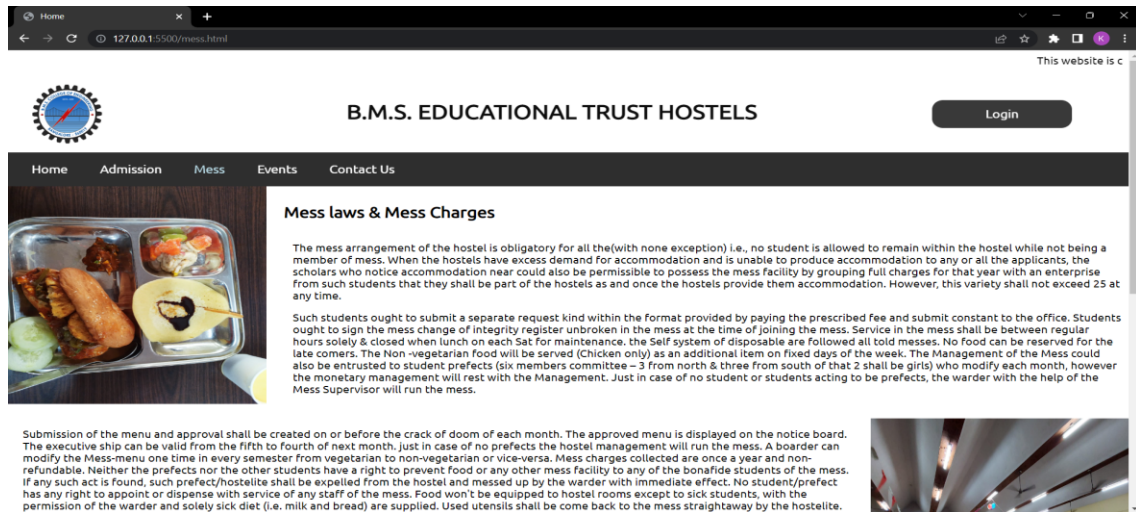 Home
127.0.0.1:5500/mess.html
K
This website is c
B.M.S. EDUCATIONAL TRUST HOSTELS
Login
Home Admission Mess Events Contact Us
Mess laws & Mess Charges
The mess arrangement of the hostel is obligatory for all the(with none exception) i.e., no student is allowed to remain within the hostel while not being a
member of mess. When the hostels have excess demand for accommodation and is unable to produce accommodation to any or all the applicants, the
scholars who notice accommodation near could also be permissible to possess the mess facility by grouping full charges for that year with an enterprise
from such students that they shall be part of the hostels as and once the hostels provide them accommodation. However, this variety shall not exceed 25 at
any time.
Such students ought to submit a separate request kind within the format provided by paying the prescribed fee and submit constant to the office. Students
ought to sign the mess change of integrity register unbroken in the mess at the time of joining the mess. Service in the mess shall be between regular
hours solely & closed when lunch on each Sat for maintenance. the Self system of disposable are followed all told messes. No food can be reserved for the
late comers. The Non -vegetarian food will be served (Chicken only) as an additional item on fixed days of the week. The Management of the Mess could
also be entrusted to student prefects (six members committee – 3 from north & three from south of that 2 shall be girls) who modify each month, however
the monetary management will rest with the Management. Just in case of no student or students acting to be prefects, the warder with the help of the
Mess Supervisor will run the mess.
Submission of the menu and approval shall be created on or before the crack of doom of each month. The approved menu is displayed on the notice board.
The executive ship can be valid from the fifth to fourth of next month. just in case of no prefects the hostel management will run the mess. A boarder can
modify the Mess-menu one time in every semester from vegetarian to non-vegetarian or vice-versa. Mess charges collected are once a year and non-
refundable. Neither the prefects nor the other students have a right to prevent food or any other mess facility to any of the bonafide students of the mess.
If any such act is found, such prefect/hostelite shall be expelled from the hostel and messed up by the warder with immediate effect. No student/prefect
has any right to appoint or dispense with service of any staff of the mess. Food won't be equipped to hostel rooms except to sick students, with the
permission of the warder and solely sick diet (i.e. milk and bread) are supplied. Used utensils shall be come back to the mess straightaway by the hostelite.